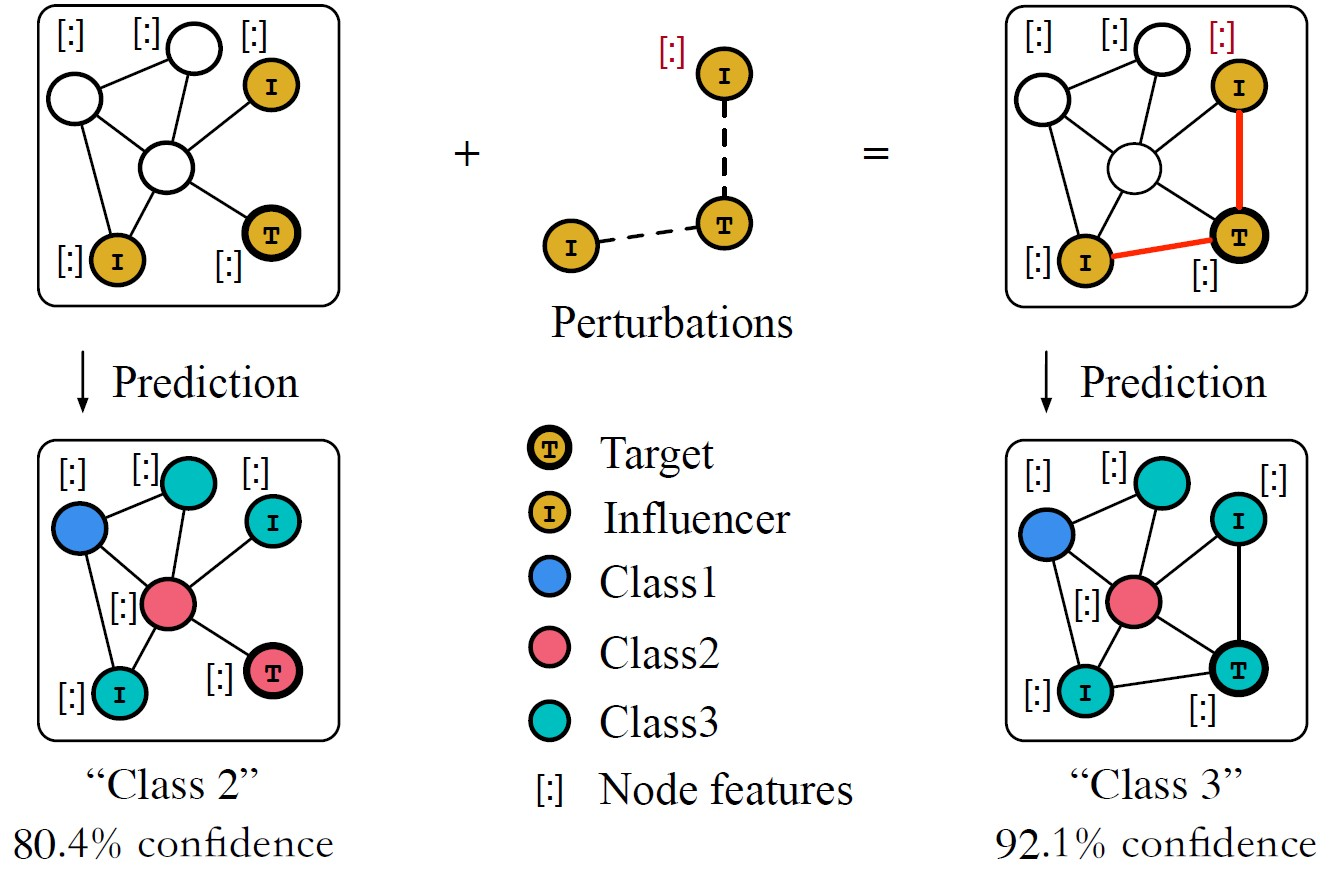 [:] [:] [:]
I
T
I
[:]
[:]
+
[:]
I
T
I
Perturbations
=
[:] [:] [:]
I
T
I
[:]
[:]
↓ Prediction
↓ Prediction
[:] [:] [:]
I
[:]
T
[:]
I
[:]
“Class 2”
80.4% confidence
T Target
I Influencer
Class1
Class2
Class3
[:] Node features
[:] [:] [:]
I
[:]
T
[:]
I
[:]
“Class 3”
92.1% confidence